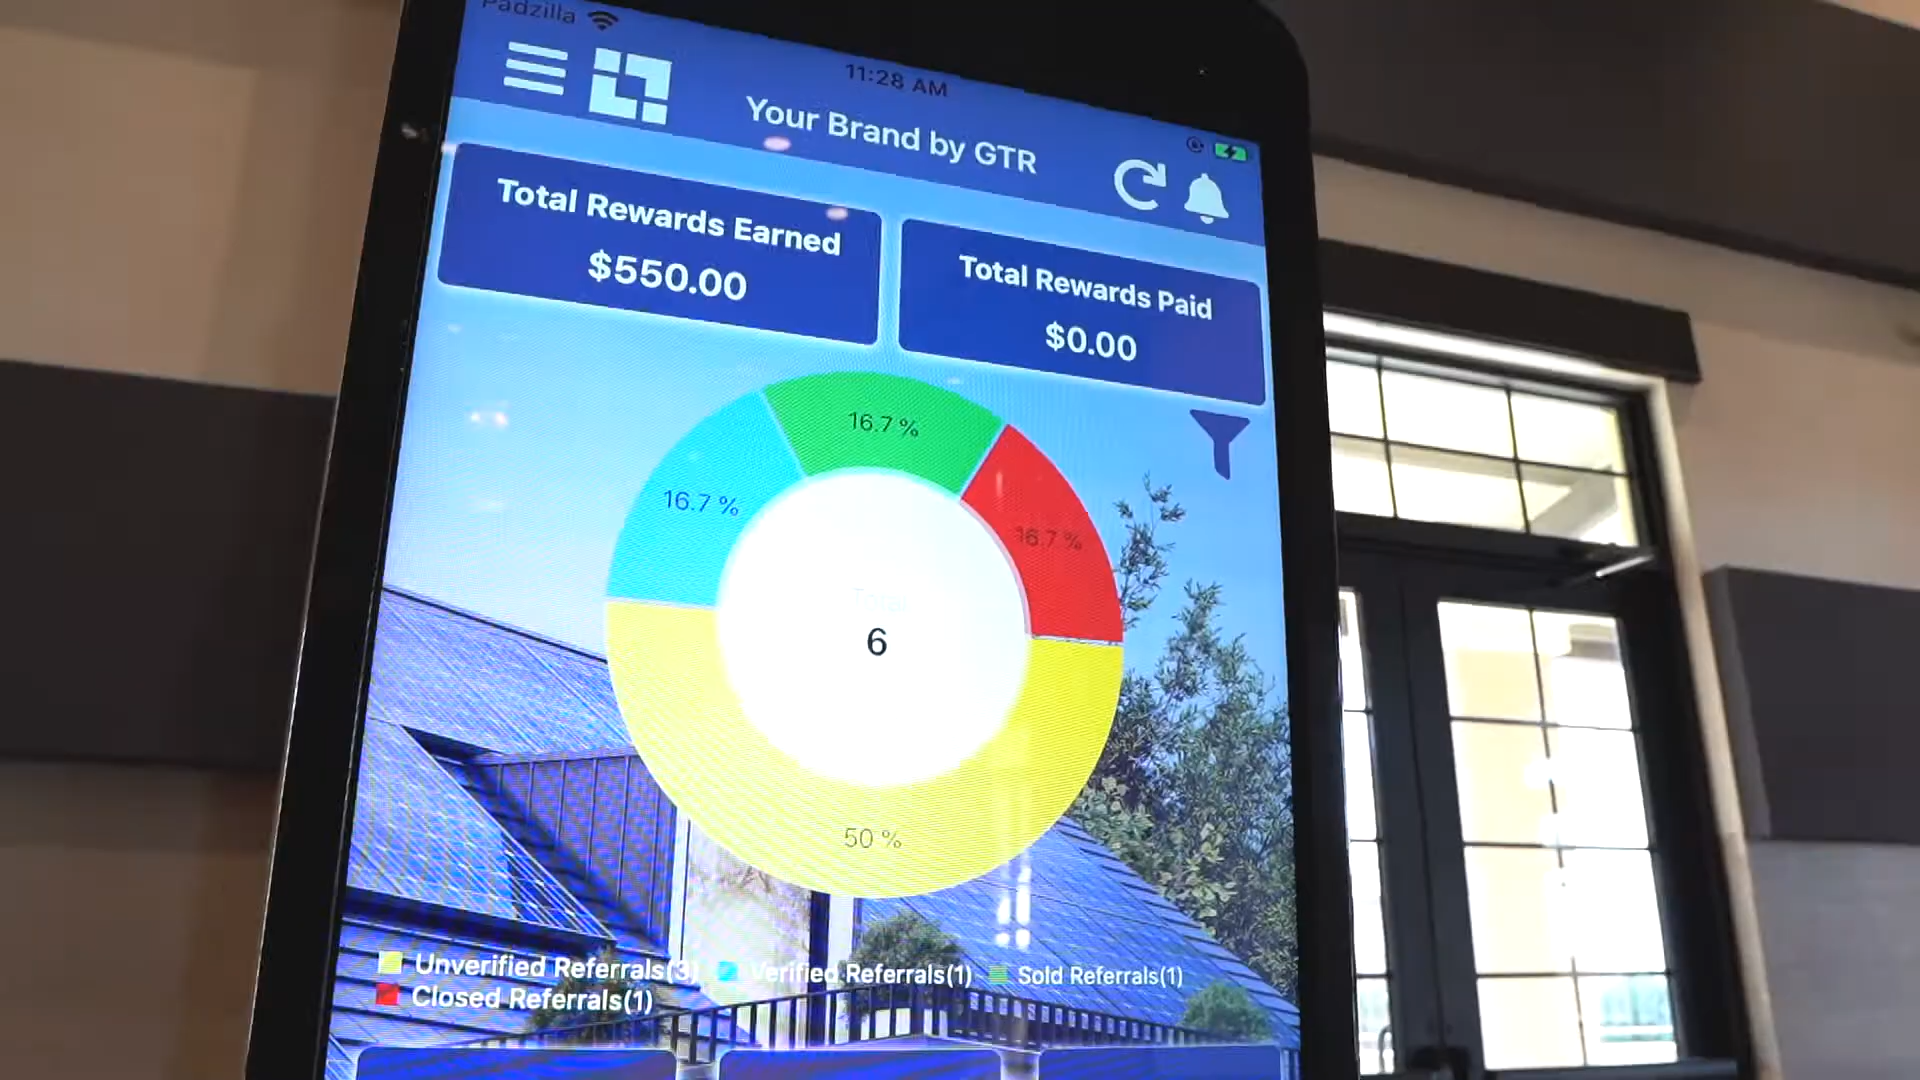 Padzilla
11:28 AM
Your Brand by GTR
Total Rewards Earned
$550.00
Total Rewards Paid
$0.00
16.7 %
16.7 %
16.7 %
Total
6
50 %
Unverified Referrals(3)
Verified Referrals(1)
Sold Referrals(1)
Closed Referrals(1)